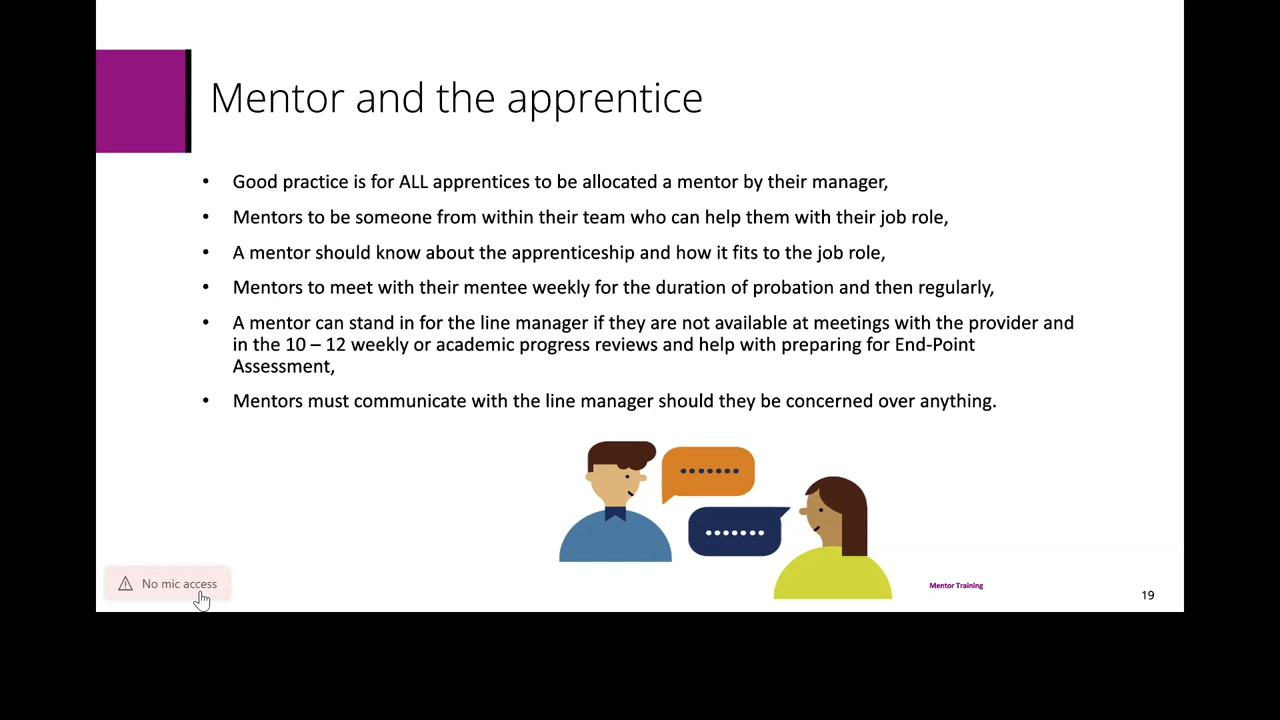 Mentor and the apprentice
• Good practice is for ALL apprentices to be allocated a mentor by their manager,
• Mentors to be someone from within their team who can help them with their job role,
• A mentor should know about the apprenticeship and how it fits to the job role,
• Mentors to meet with their mentee weekly for the duration of probation and then regularly,
• A mentor can stand in for the line manager if they are not available at meetings with the provider and
in the 10 – 12 weekly or academic progress reviews and help with preparing for End-Point
Assessment,
• Mentors must communicate with the line manager should they be concerned over anything.
No mic access
Mentor Training
19